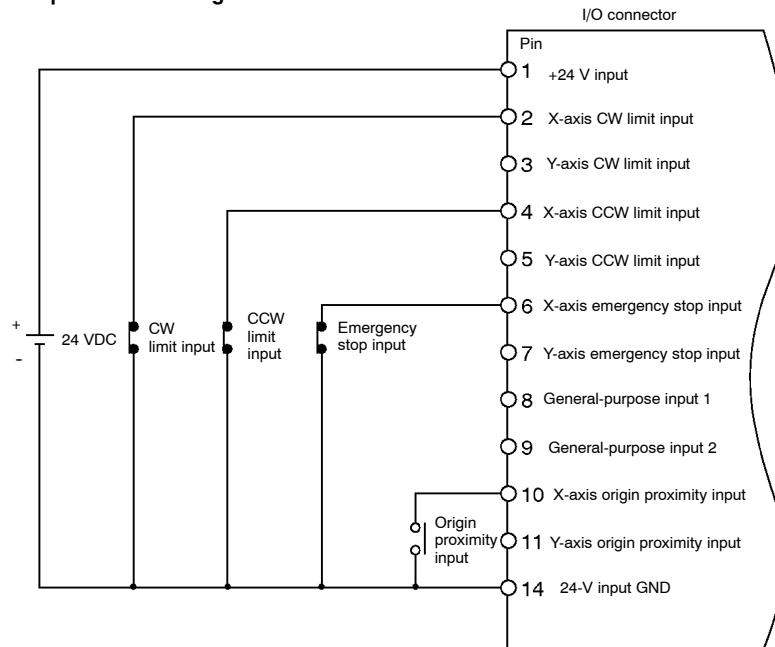 I/O connector
Pin
1 +24 V input
2 X-axis CW limit input
3 Y-axis CW limit input
4 X-axis CCW limit input
5 Y-axis CCW limit input
6 X-axis emergency stop input
7 Y-axis emergency stop input
8 General-purpose input 1
9 General-purpose input 2
10 X-axis origin proximity input
11 Y-axis origin proximity input
14 24-V input GND
+
-
24 VDC
CW
limit input
CCW
limit
input
Emergency
stop input
Origin
proximity
input